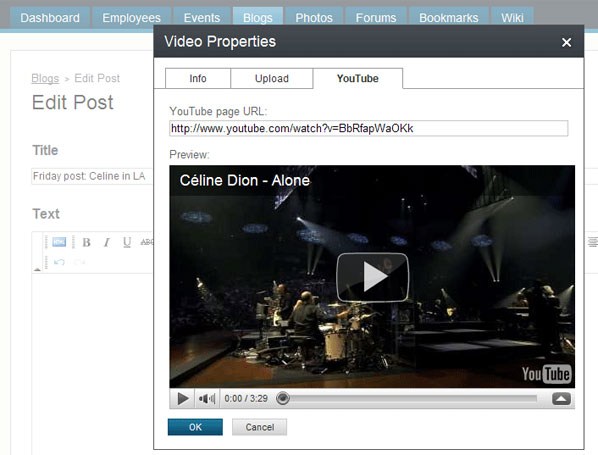 Dashboard Employees Events Blogs Photos Forums Bookmarks Wiki
Video Properties
Info Upload YouTube
Blogs > Edit Post
Edit Post
YouTube page URL:
http://www.youtube.com/watch?v=BbRfapWaOKk
Preview:
Title
Friday post: Celine in LA
Céline Dion - Alone
Text
B I U ABC
YouTube
0:00 / 3:29
OK Cancel